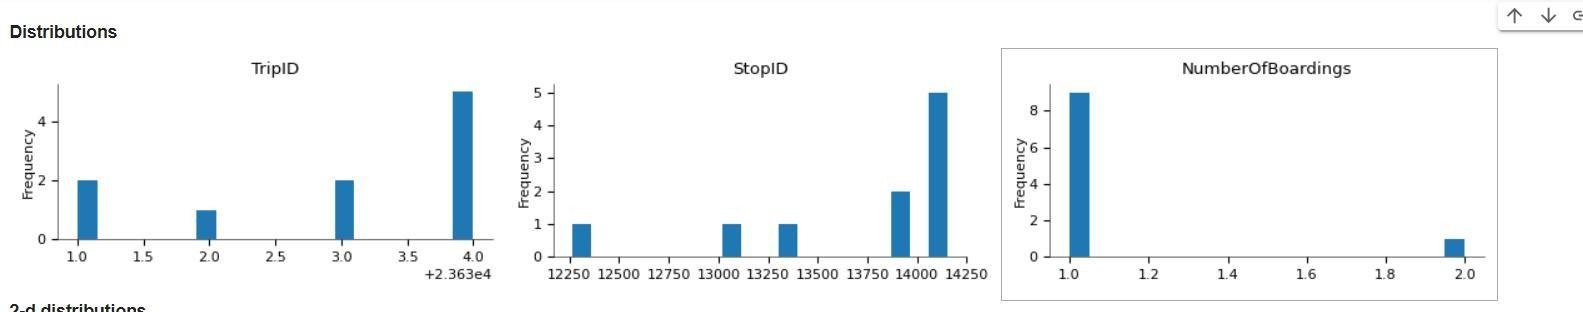 Distributions
TripID
Frequency
4
2
0
1.0 1.5 2.0 2.5 3.0 3.5 4.0
+2.363e4
StopID
Frequency
5
4
3
2
1
0
12250 12500 12750 13000 13250 13500 13750 14000 14250
NumberOfBoardings
Frequency
8
6
4
2
0
1.0 1.2 1.4 1.6 1.8 2.0
2-d distributions